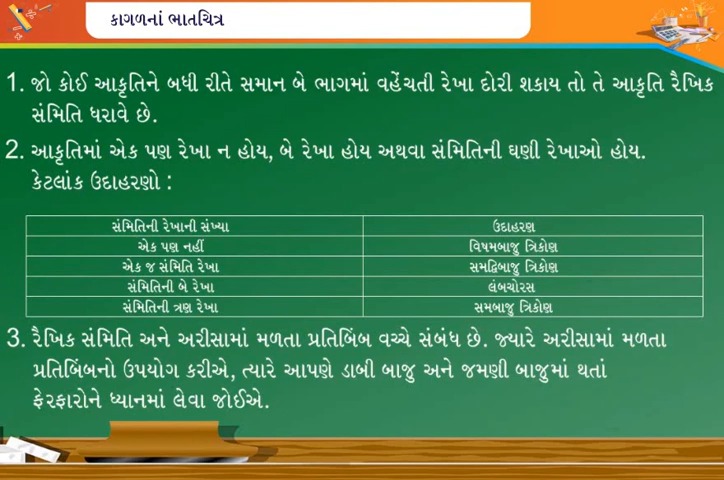 કાગળનાં ભાતચિત્ર
1. જો કોઈ આકૃતિને બધી રીતે સમાન બે ભાગમાં વહેંચતી રેખા દોરી શકાય તો તે આકૃતિ રૈખિક
સંમિતિ ધરાવે છે.
2. આકૃતિમાં એક પણ રેખા ન હોય, બે રેખા હોય અથવા સંમિતિની ઘણી રેખાઓ હોય.
કેટલાંક ઉદાહરણો :
સંમિતિની રેખાની સંખ્યા ઉદાહરણ
એક પણ નહીં વિષમબાજુ ત્રિકોણ
એક જ સંમિતિ રેખા સમદ્વિબાજુ ત્રિકોણ
સંમિતિની બે રેખા લંબચોરસ
સંમિતિની ત્રણ રેખા સમબાજુ ત્રિકોણ
3. રૈખિક સંમિતિ અને અરીસામાં મળતા પ્રતિબિંબ વચ્ચે સંબંધ છે. જ્યારે અરીસામાં મળતા
પ્રતિબિંબનો ઉપયોગ કરીએ, ત્યારે આપણે ડાબી બાજુ અને જમણી બાજુમાં થતાં
ફેરફારોને ધ્યાનમાં લેવા જોઈએ.